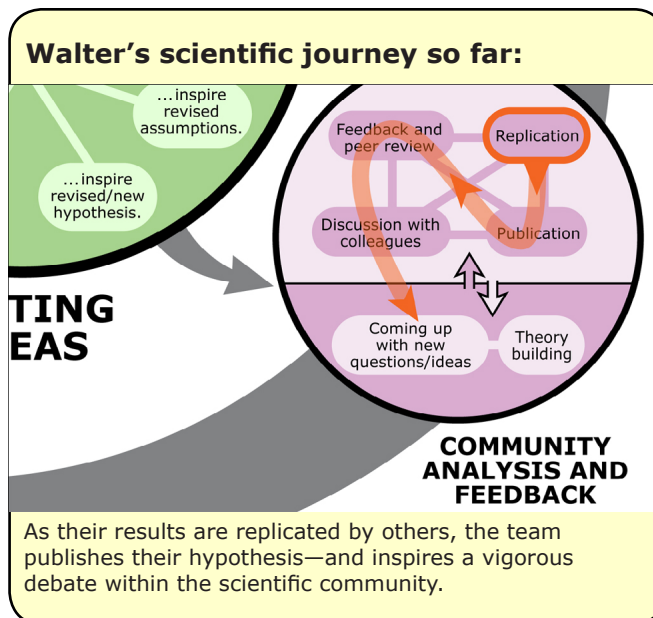 Walter’s scientific journey so far:
...inspire
revised
assumptions.
...inspire
revised/new
hypothesis.
TING
EAS
Feedback and
peer review
Replication
Discussion with
colleagues
Publication
Coming up
with new
questions/ideas
Theory
building
COMMUNITY
ANALYSIS AND
FEEDBACK
As their results are replicated by others, the team
publishes their hypothesis—and inspires a vigorous
debate within the scientific community.